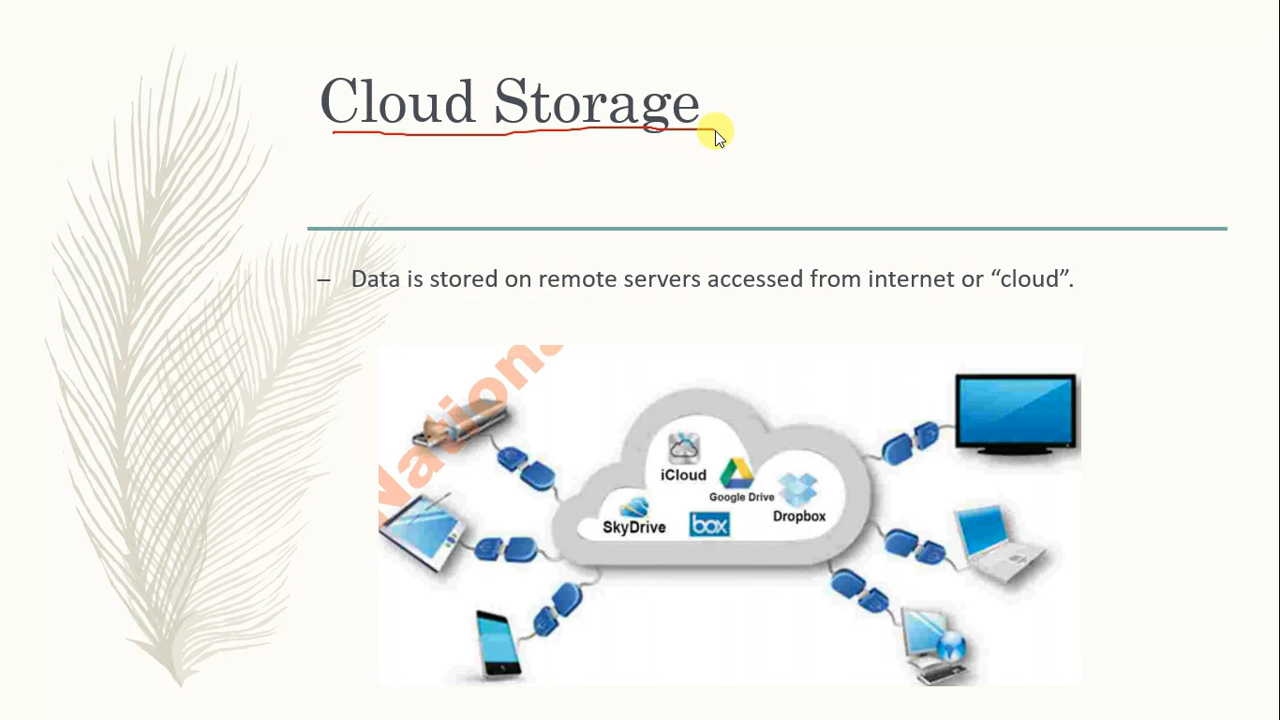 Cloud Storage
– Data is stored on remote servers accessed from internet or “cloud”.
Nation
iCloud
Google Drive
SkyDrive
box
Dropbox